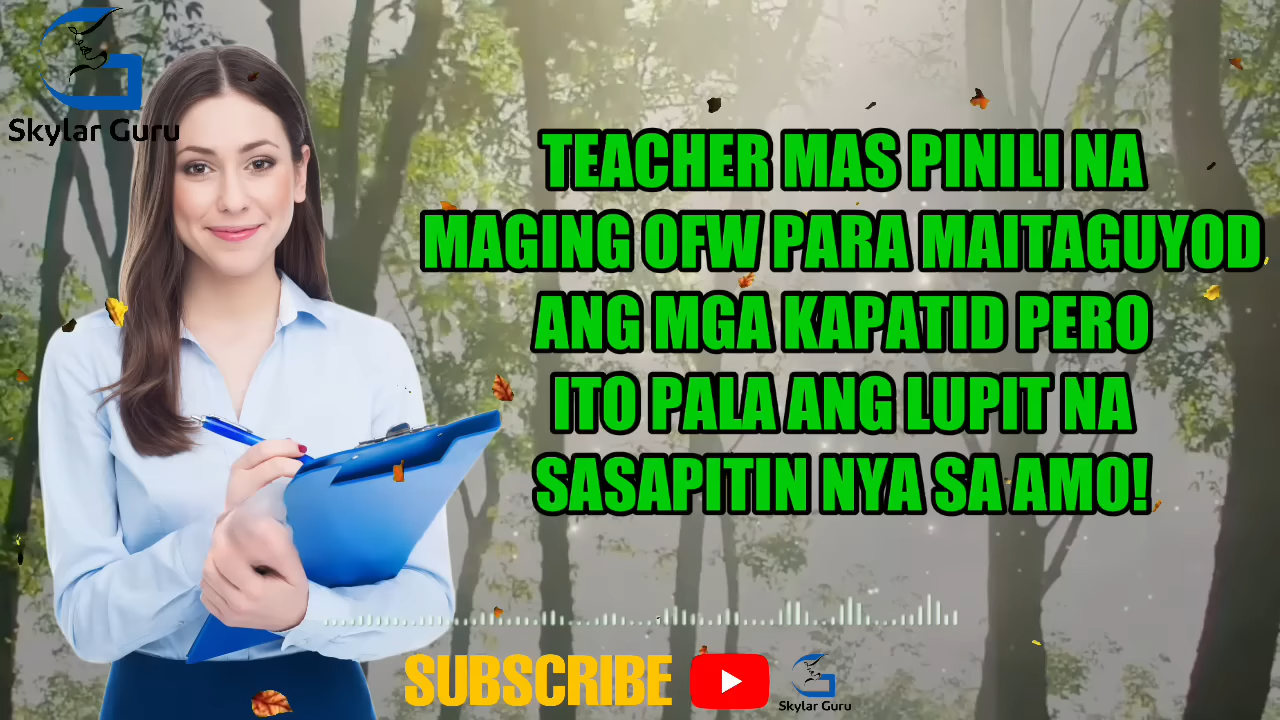 Skylar Guru
TEACHER MAS PINILI NA
MAGING OFW PARA MAITAGUYOD
ANG MGA KAPATID PERO
ITO PALA ANG LUPIT NA
SASAPITIN NYA SA AMO!
SUBSCRIBE
Skylar Guru